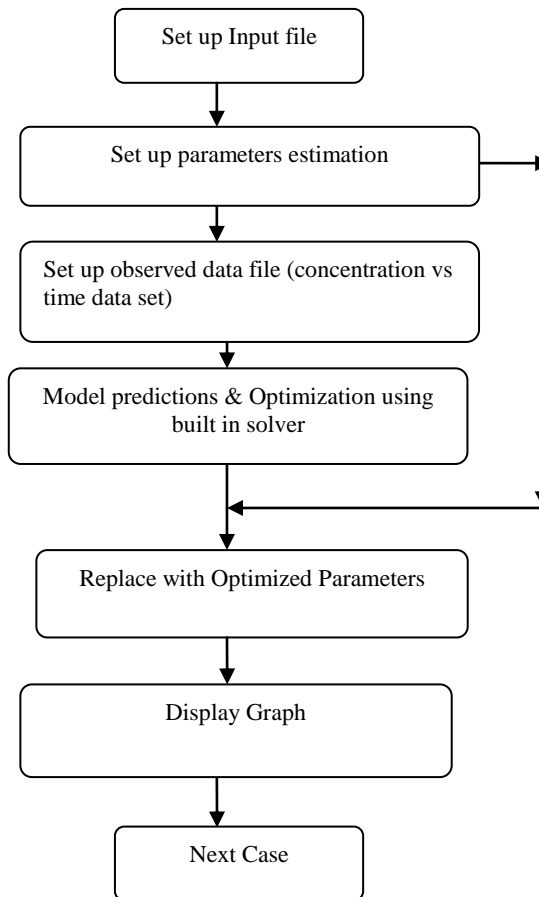 Set up Input file
Set up parameters estimation
Set up observed data file (concentration vs
time data set)
Model predictions & Optimization using
built in solver
Replace with Optimized Parameters
Display Graph
Next Case